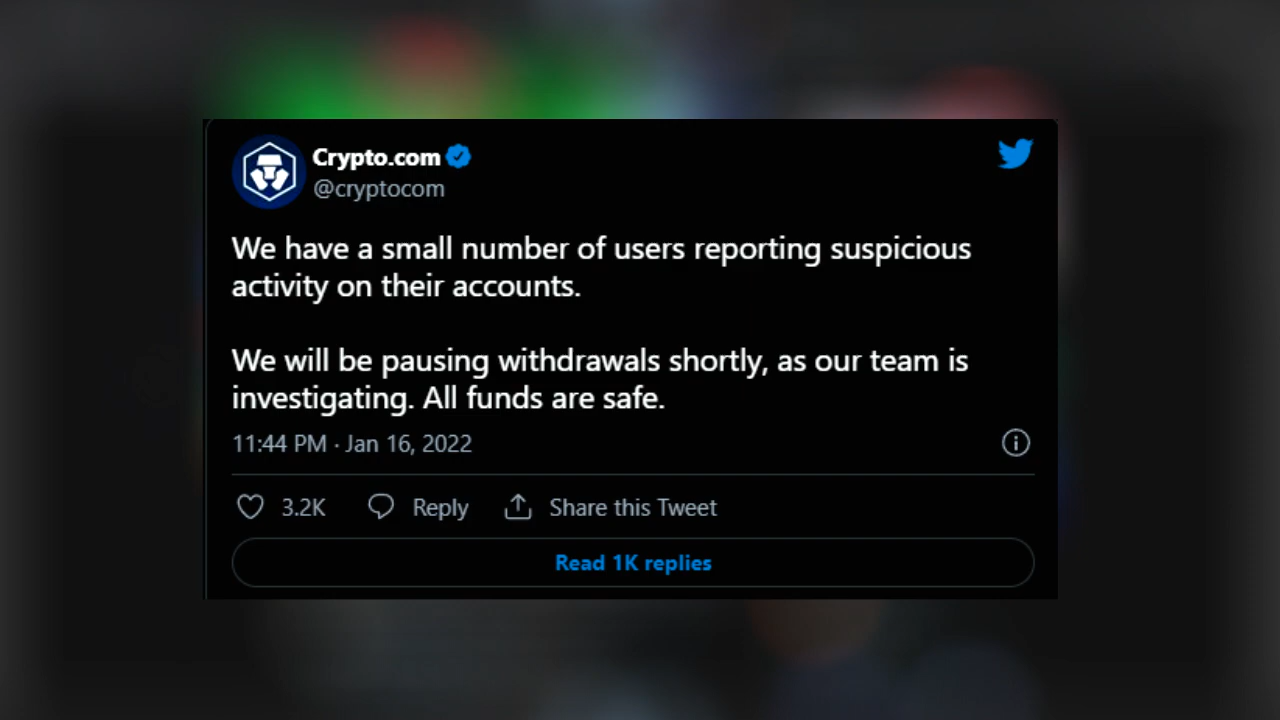 Crypto.com
@cryptocom
We have a small number of users reporting suspicious
activity on their accounts.
We will be pausing withdrawals shortly, as our team is
investigating. All funds are safe.
11:44 PM · Jan 16, 2022
3.2K Reply Share this Tweet
Read 1K replies